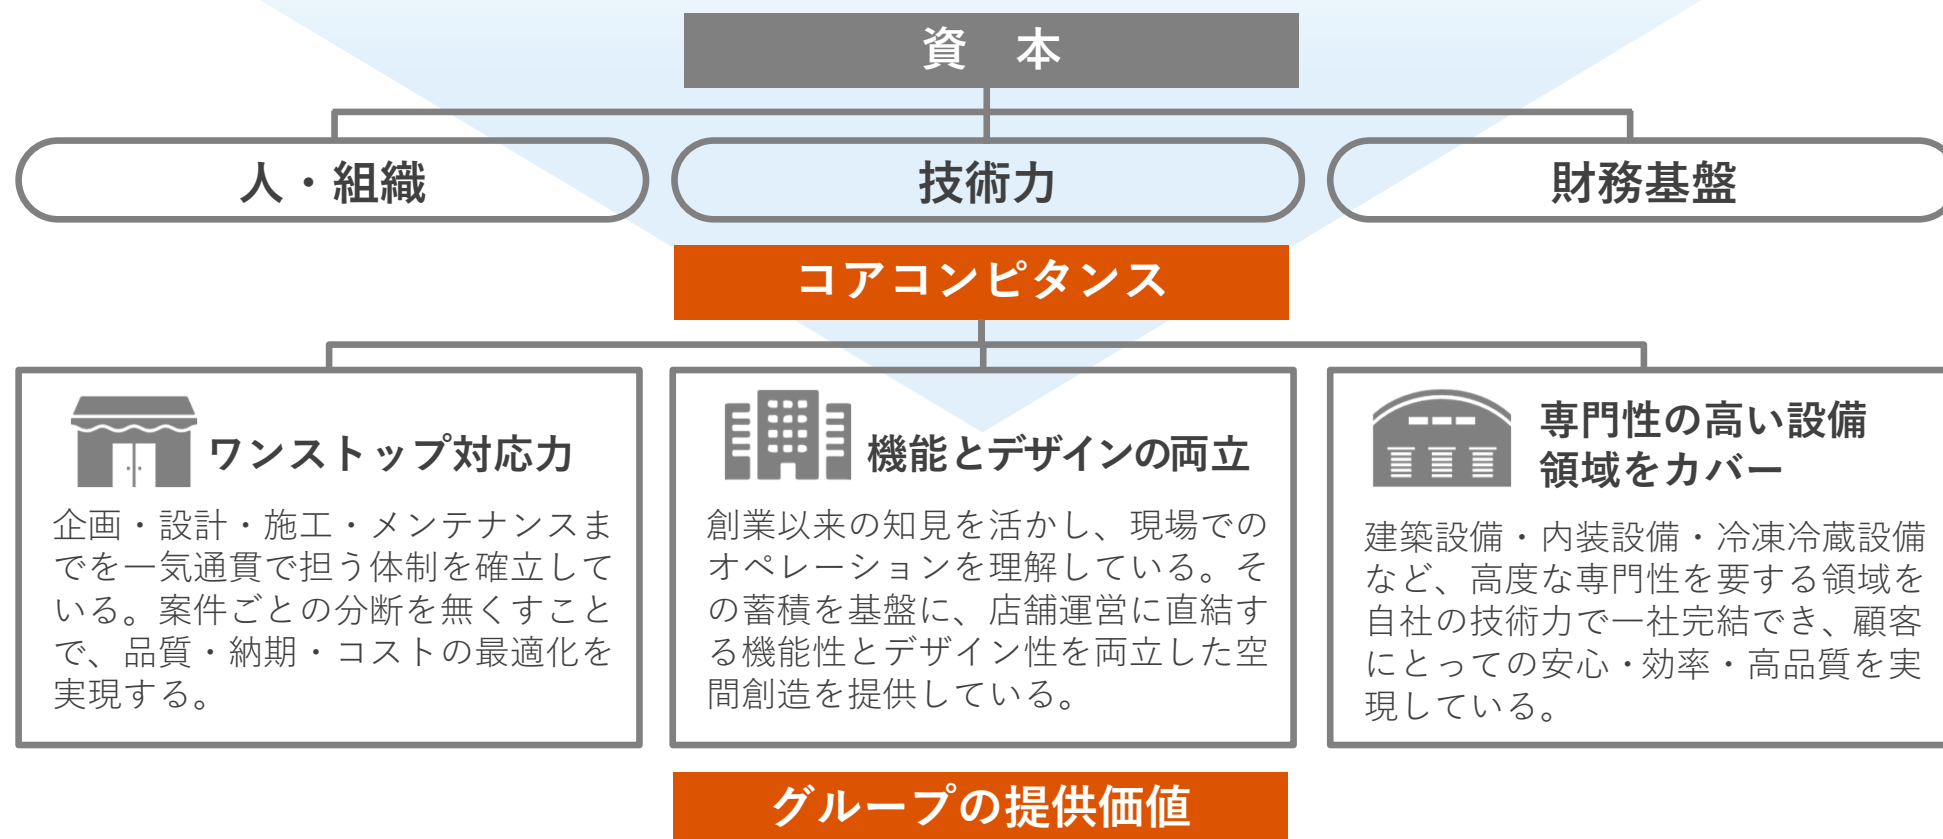 資　本
人・組織
技術力
財務基盤
コアコンピタンス
ワンストップ対応力
企画・設計・施工・メンテナンスま
でを一気通貫で担う体制を確立して
いる。案件ごとの分断を無くすこと
で、品質・納期・コストの最適化を
実現する。
機能とデザインの両立
創業以来の知見を活かし、現場での
オペレーションを理解している。そ
の蓄積を基盤に、店舗運営に直結す
る機能性とデザイン性を両立した空
間創造を提供している。
専門性の高い設備
領域をカバー
建築設備・内装設備・冷凍冷蔵設備
など、高度な専門性を要する領域を
自社の技術力で一社完結でき、顧客
にとっての安心・効率・高品質を実
現している。
グループの提供価値